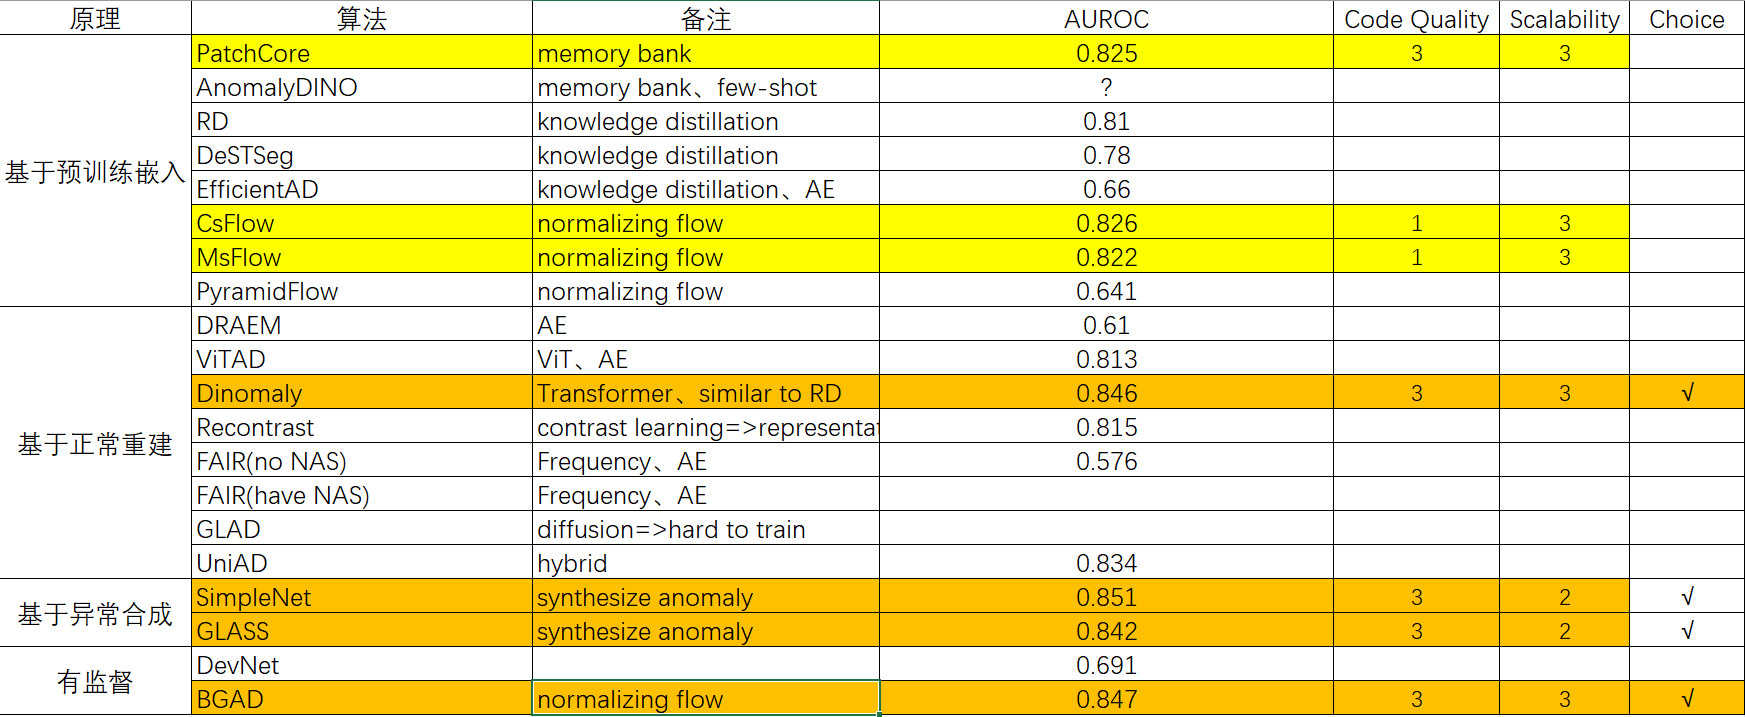 原理 算法 备注 AUROC Code Quality Scalability Choice
基于预训练嵌入 PatchCore memory bank 0.825 3 3
AnomalyDINO memory bank、few-shot ?
RD knowledge distillation 0.81
DeSTSeg knowledge distillation 0.78
EfficientAD knowledge distillation、AE 0.66
CsFlow normalizing flow 0.826 1 3
MsFlow normalizing flow 0.822 1 3
PyramidFlow normalizing flow 0.641
基于正常重建 DRAEM AE 0.61
ViTAD ViT、AE 0.813
Dinomaly Transformer、similar to RD 0.846 3 3 √
Recontrast contrast learning=>representat 0.815
FAIR(no NAS) Frequency、AE 0.576
FAIR(have NAS) Frequency、AE
GLAD diffusion=>hard to train
UniAD hybrid 0.834
基于异常合成 SimpleNet synthesize anomaly 0.851 3 2 √
GLASS synthesize anomaly 0.842 3 2 √
有监督 DevNet 0.691
BGAD normalizing flow 0.847 3 3 √